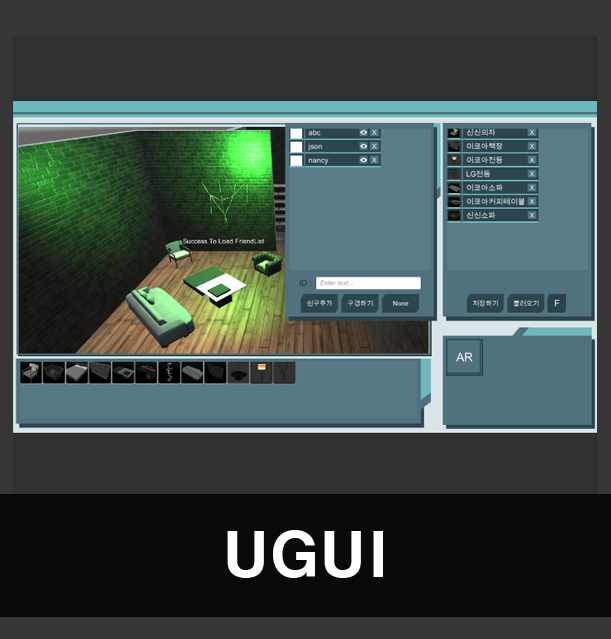 abc X
json X
nancy X
Success To Load FriendList
ID : Enter text...
친구추가 구경하기 None
신신의자 X
이코아책장 X
이코아전등 X
LG전등 X
이코아소파 X
이코아커피테이블 X
신신소파 X
저장하기 불러오기 F
AR
UGUI